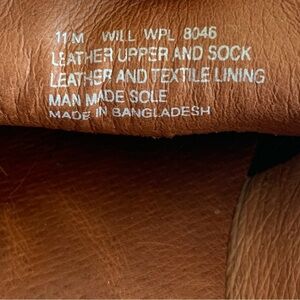 11 M WILL WPL 8046
LEATHER UPPER AND SOCK
LEATHER AND TEXTILE LINING
MAN MADE SOLE
MADE IN BANGLADESH